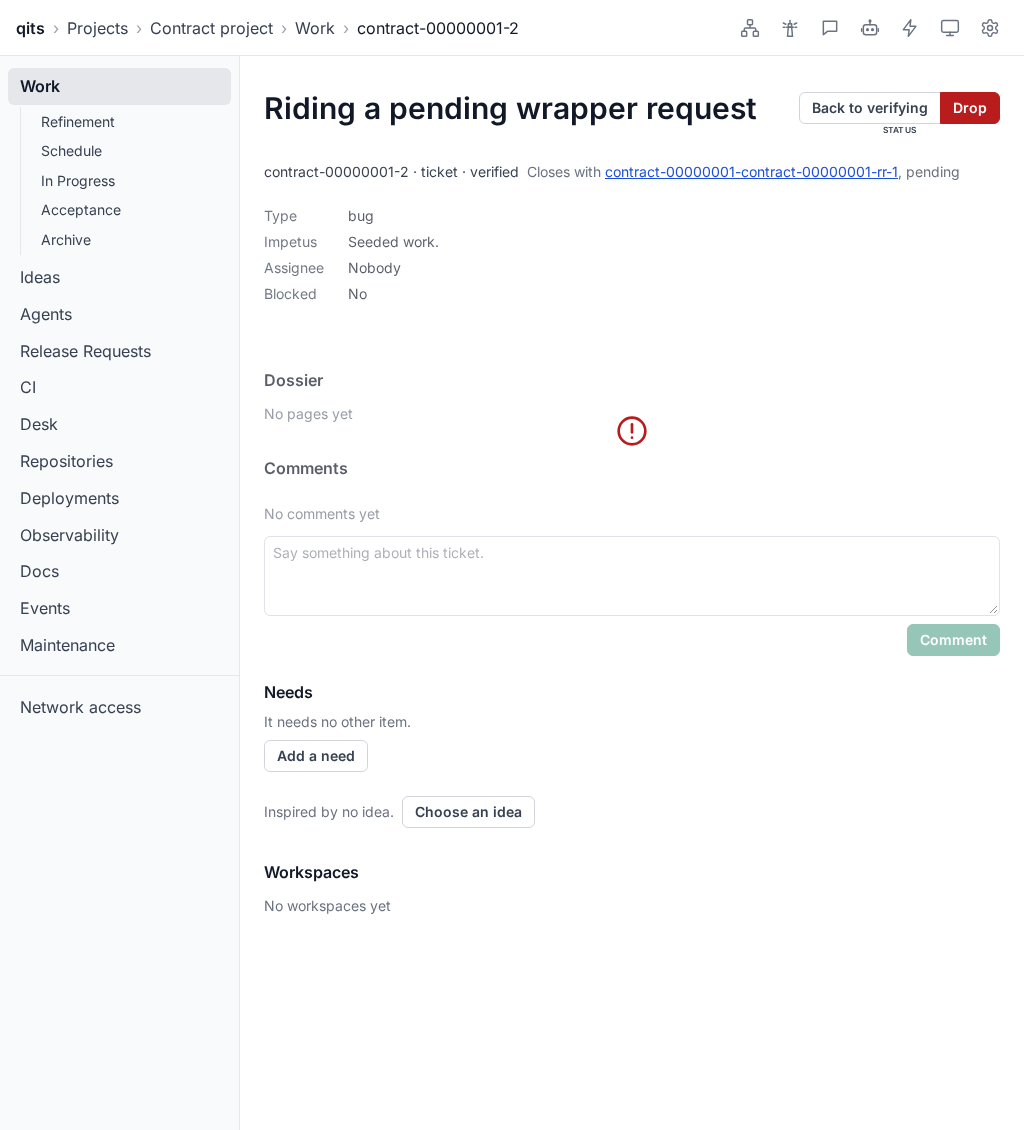 qits › Projects › Contract project › Work › contract-00000001-2
Work
Refinement
Schedule
In Progress
Acceptance
Archive
Ideas
Agents
Release Requests
CI
Desk
Repositories
Deployments
Observability
Docs
Events
Maintenance
Network access
Riding a pending wrapper request
Back to verifying
Drop
STATUS
contract-00000001-2 · ticket · verified Closes with contract-00000001-contract-00000001-rr-1, pending
Type bug
Impetus Seeded work.
Assignee Nobody
Blocked No
Dossier
No pages yet
Comments
No comments yet
Say something about this ticket.
Comment
Needs
It needs no other item.
Add a need
Inspired by no idea. Choose an idea
Workspaces
No workspaces yet